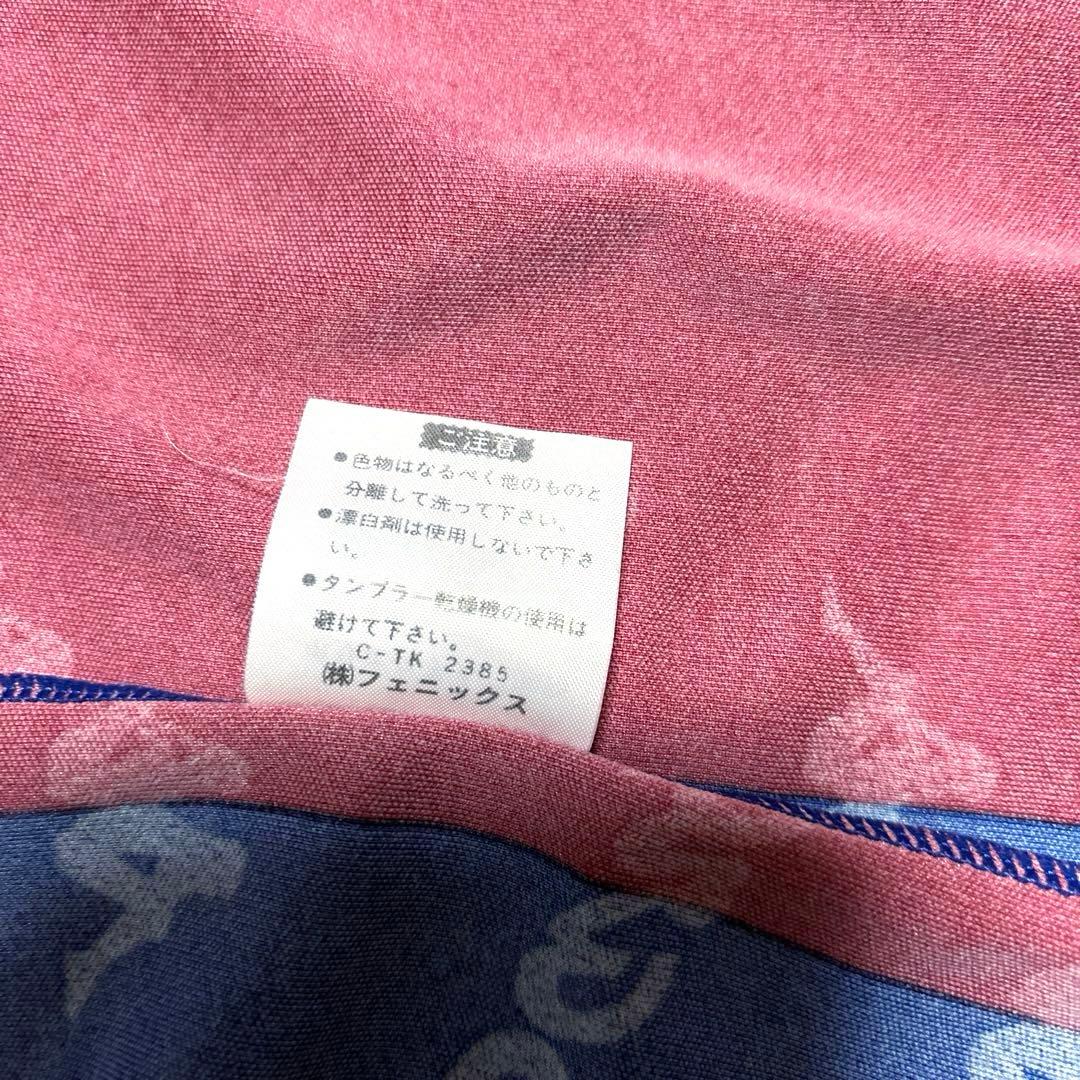 ご注意
●色物はなるべく他のものと
分離して洗って下さい。
●漂白剤は使用しないで下さ
い。
●タンブラー乾燥機の使用は
避けて下さい。
C-TK 2385
㈱フェニックス